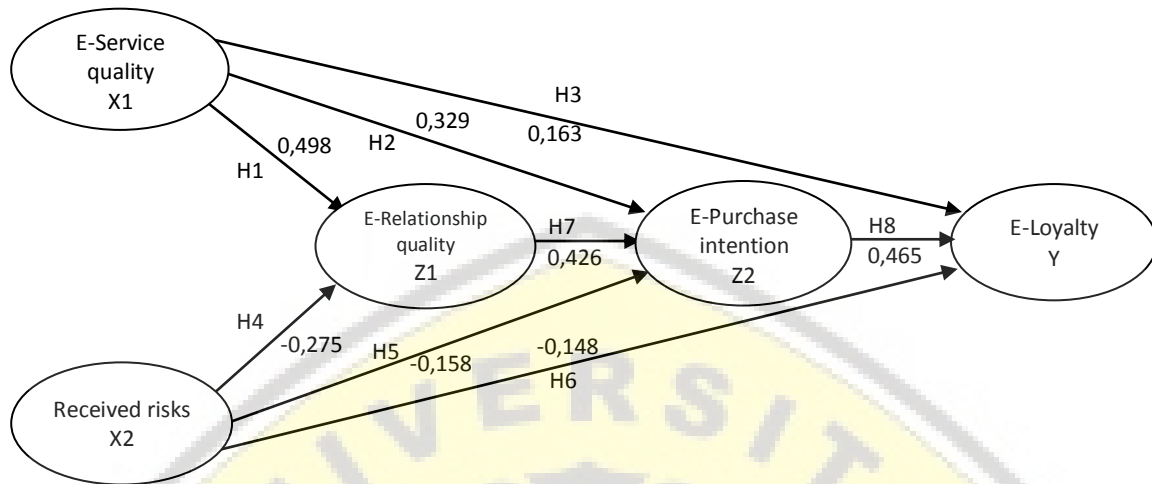 E-Service
quality
X1
H3
0,163
0,329
H2
0,498
H1
E-Relationship
quality
Z1
H7
0,426
E-Purchase
intention
Z2
H8
0,465
E-Loyalty
Y
H4
-0,275
H5
-0,158
-0,148
H6
Received risks
X2